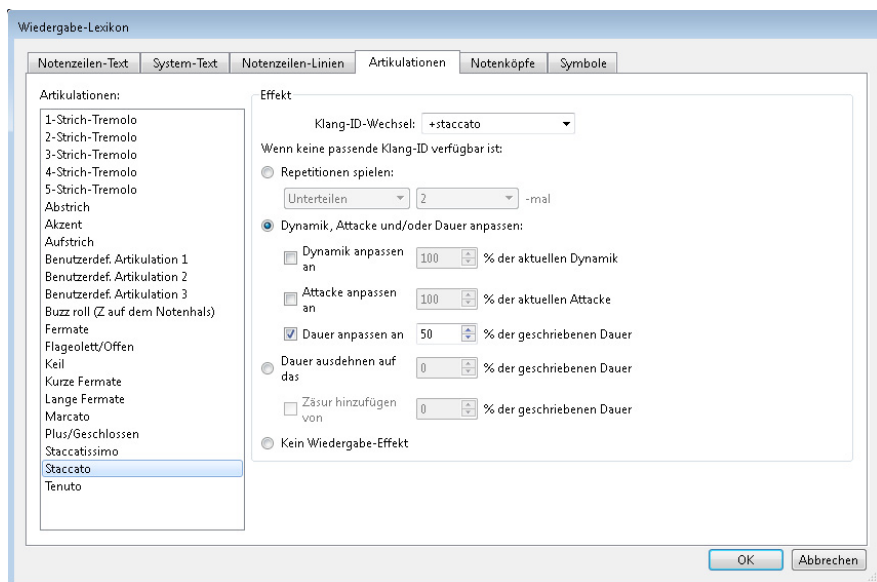 Wiedergabe-Lexikon
Notenzeilen-Text System-Text Notenzeilen-Linien Artikulationen Notenköpfe Symbole
Artikulationen:
1-Strich-Tremolo
2-Strich-Tremolo
3-Strich-Tremolo
4-Strich-Tremolo
5-Strich-Tremolo
Abstrich
Akzent
Aufstrich
Benutzerdef. Artikulation 1
Benutzerdef. Artikulation 2
Benutzerdef. Artikulation 3
Buzz roll (Z auf dem Notenhals)
Fermate
Flageolett/Offen
Keil
Kurze Fermate
Lange Fermate
Marcato
Plus/Geschlossen
Staccatissimo
Staccato
Tenuto
Effekt
Klang-ID-Wechsel: +staccato
Wenn keine passende Klang-ID verfügbar ist:
Repetitionen spielen:
Unterteilen 2 -mal
Dynamik, Attacke und/oder Dauer anpassen:
Dynamik anpassen
an 100 % der aktuellen Dynamik
Attacke anpassen
an 100 % der aktuellen Attacke
Dauer anpassen an 50 % der geschriebenen Dauer
Dauer ausdehnen auf
das 0 % der geschriebenen Dauer
Zäsur hinzufügen
von 0 % der geschriebenen Dauer
Kein Wiedergabe-Effekt
OK Abbrechen